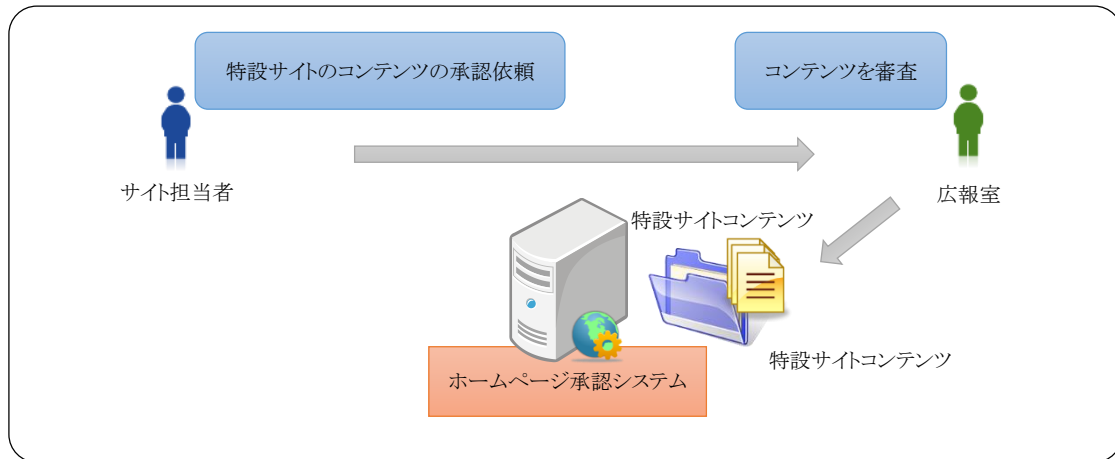 特設サイトのコンテンツの承認依頼
コンテンツを審査
サイト担当者
広報室
特設サイトコンテンツ
特設サイトコンテンツ
ホームページ承認システム